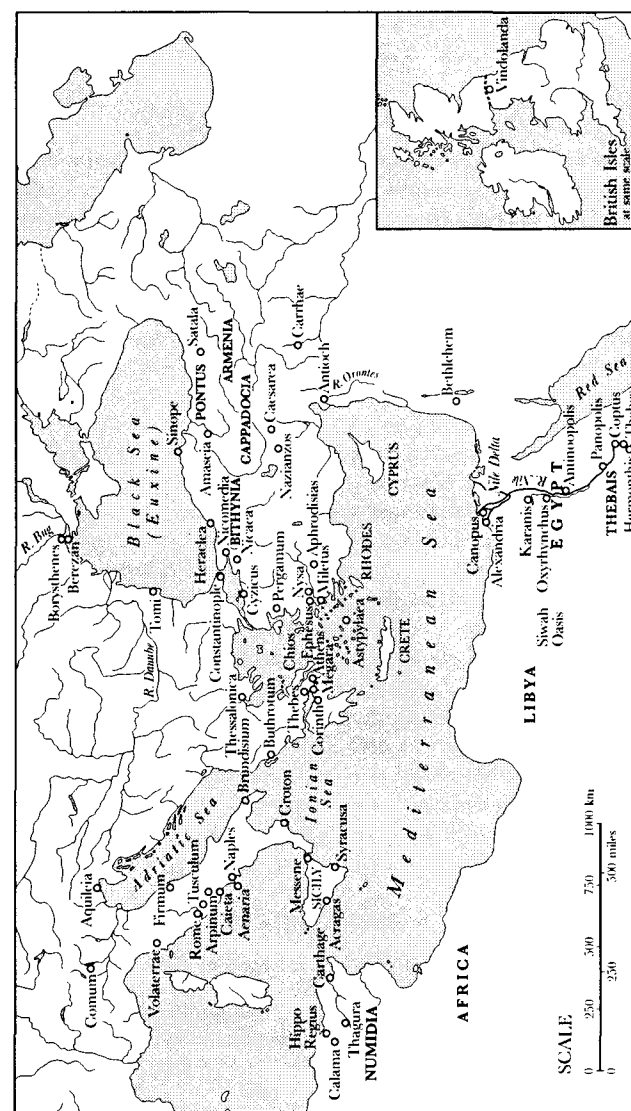 R. Bug
Borysthenes
Berezan
Black Sea
(Euxine)
Sinope
Satala
PONTUS
Amaseia
ARMENIA
CAPPADOCIA
Caesarea
Nazianzos
Carrhae
Antioch
R. Orontes
CYPRUS
Bethlehem
Red Sea
Tomi
R. Danube
Heraclea
Nicomedia
BITHYNIA
Nicaea
Constantinople
Cyzicus
Pergamum
Aphrodisias
Nysa
Ephesus
Miletus
RHODES
Chios
Athens
Astypalaea
Megara
CRETE
Thessalonica
Thebes
Corinth
Buthrotum
Brundisium
Croton
Ionian
Sea
Adriatic Sea
Aquileia
Comum
Firmum
Volaterrae
Tusculum
Rome
Arpinum
Caieta
Naples
Aenaria
Messene
SICILY
Syracusa
Acragas
Carthage
Hippo
Regius
Calama
Thagura
NUMIDIA
AFRICA
Mediterranean Sea
LIBYA
Siwah
Oasis
Canopus
Alexandria
Nile Delta
Karanis
R. Nile
Oxyrhynchus
EGYPT
Antinoopolis
Panopolis
Coptus
THEBAIS
SCALE
0 250 500 750 1000 km
0 250 500 miles
Vindolanda
British Isles
at same scale